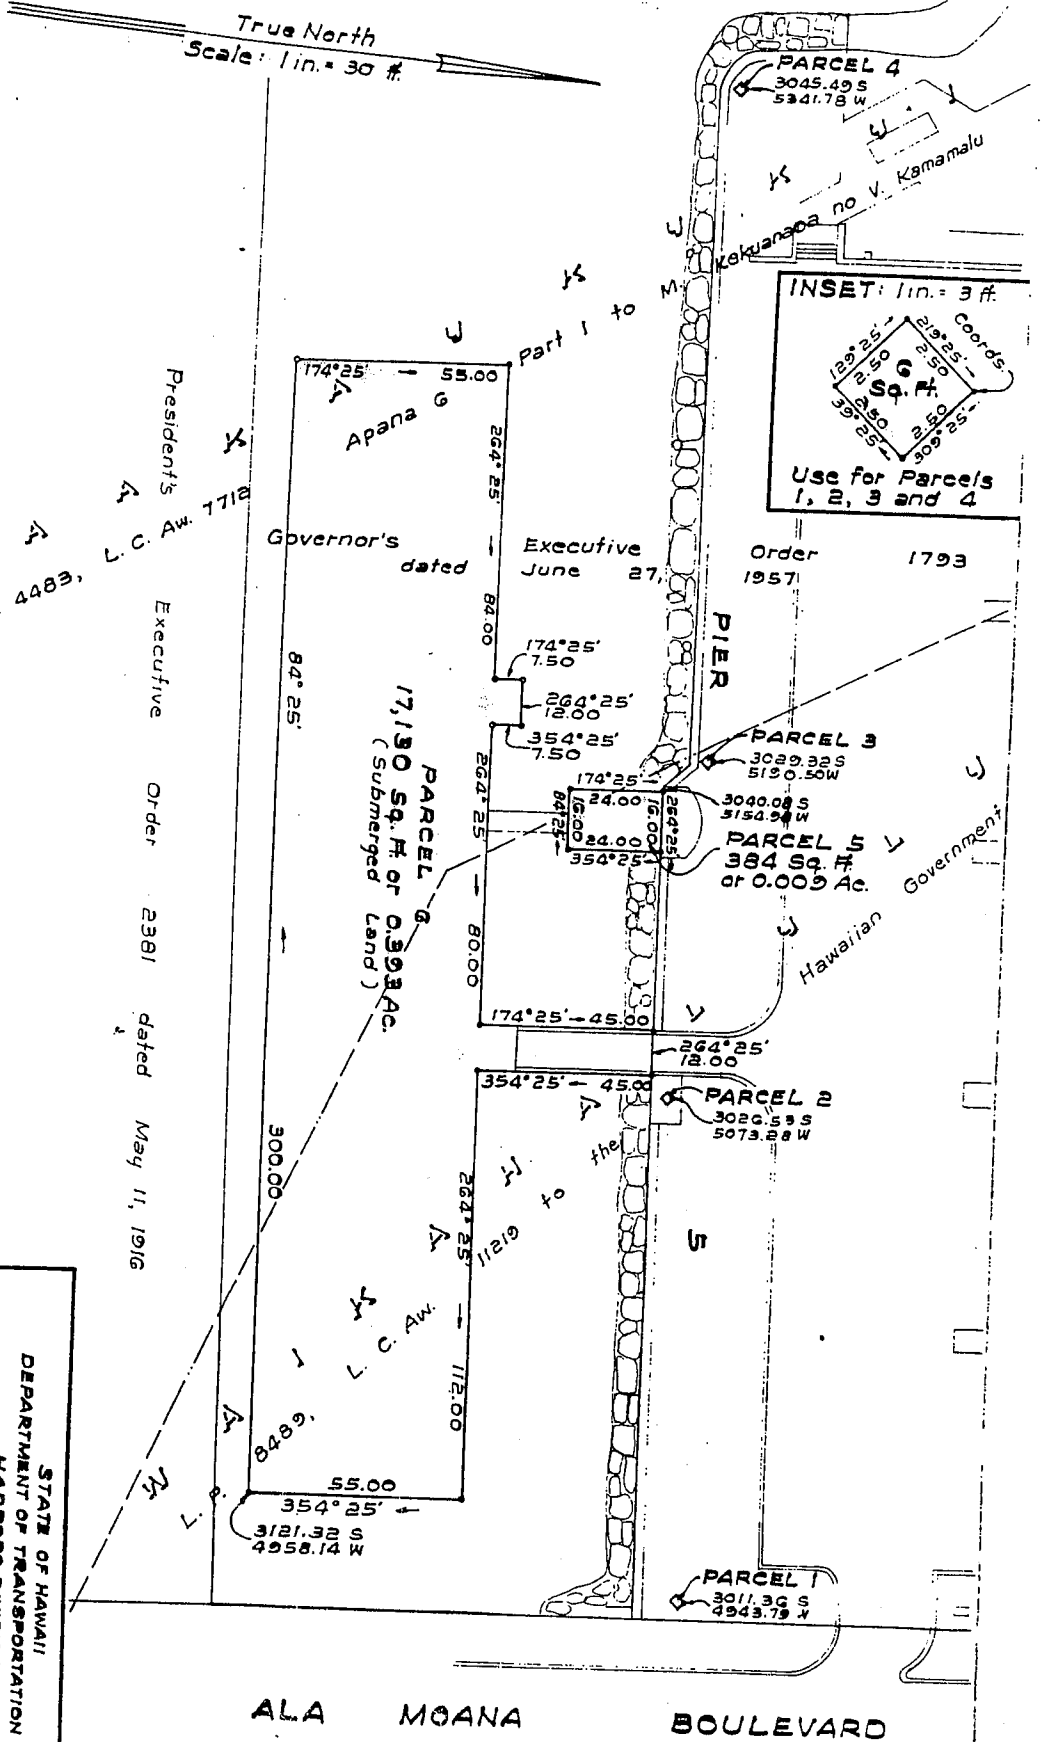 True North
Scale: 1 in. = 30 ft.
PARCEL 4
3045.49 S
5341.78 W
Part 1 to M. Kekuanaoa no V. Kamamalu
INSET: 1 in. = 3 ft.
Coords.
129° 25'
2.50
219° 25'
2.50
6
Sq. Ft.
39° 25'
2.50
309° 25'
2.50
Use for Parcels
1, 2, 3 and 4
174° 25'
55.00
Apana 6
264° 25'
84.00
4483, L. C. Aw. 7712
President's Executive Order 2381 dated May 11, 1916
Governor's Executive Order 1793
dated June 27, 1957
PIER
5
174° 25'
7.50
264° 25'
12.00
354° 25'
7.50
84° 25'
300.00
PARCEL 6
17,130 Sq. Ft. or 0.393 Ac.
(Submerged Land)
PARCEL 3
3029.32 S
5190.50 W
174° 25'
24.00
16.00
84° 25'
16.00
264° 25'
24.00
354° 25'
3040.08 S
5154.98 W
PARCEL 5
384 Sq. Ft.
or 0.009 Ac.
264° 25'
80.00
Hawaiian Government
174° 25'
45.00
264° 25'
12.00
354° 25'
45.00
PARCEL 2
3026.53 S
5073.28 W
264° 25'
112.00
8489, L. C. Aw. 11219 to the
L. P.
55.00
354° 25'
3121.32 S
4958.14 W
PARCEL 1
3011.36 S
4943.79 W
STATE OF HAWAII
DEPARTMENT OF TRANSPORTATION
ALA MOANA BOULEVARD